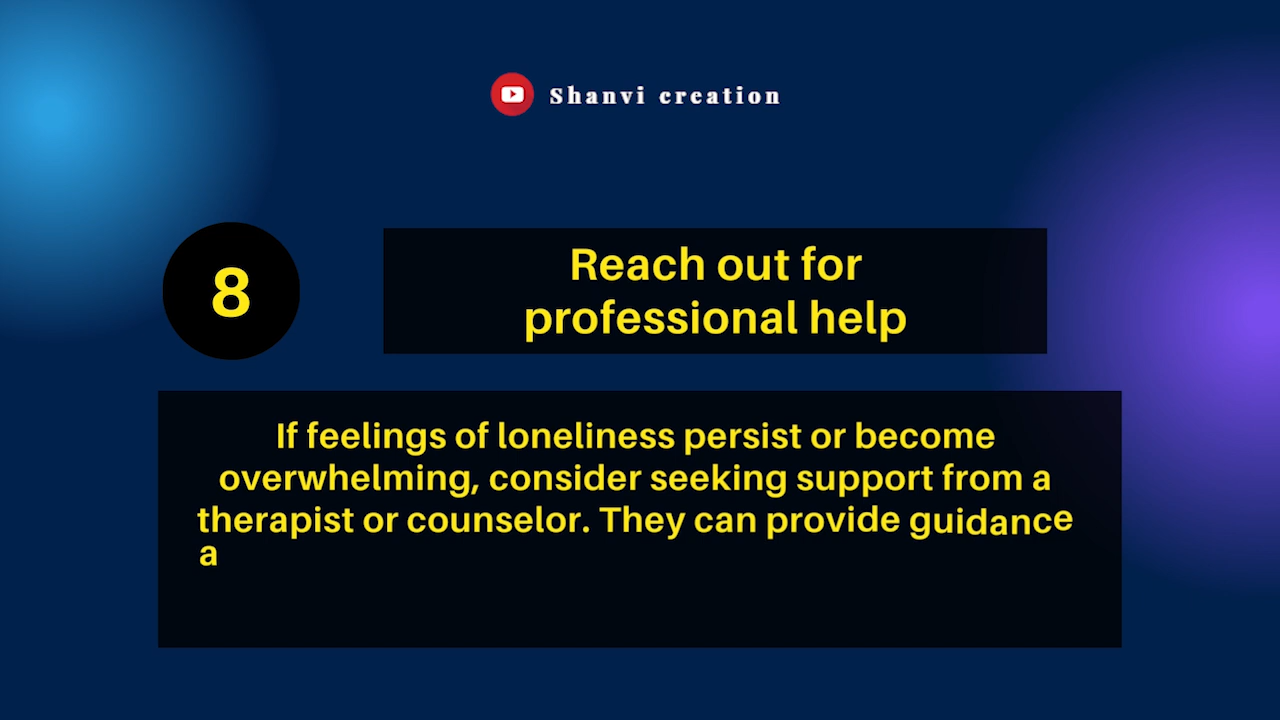 Shanvi creation
8
Reach out for
professional help
If feelings of loneliness persist or become
overwhelming, consider seeking support from a
therapist or counselor. They can provide guidance
a